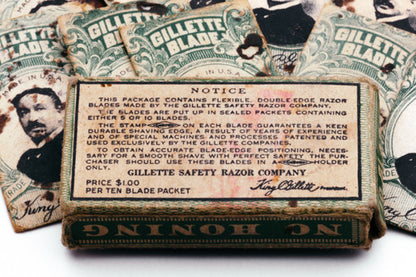 GILLETTE
BLADE
GILLETTE
BLADE
GILLETTE
BLADE
MADE IN U.S.A.
NOTICE
THIS PACKAGE CONTAINS FLEXIBLE, DOUBLE-EDGE RAZOR
BLADES MADE BY THE GILLETTE SAFETY RAZOR COMPANY.
THE BLADES ARE PUT UP IN SEALED PACKETS CONTAINING
EITHER 5 OR 10 BLADES.
THE STAMP ON EACH BLADE GUARANTEES A KEEN
DURABLE SHAVING EDGE, A RESULT OF YEARS OF EXPERIENCE
AND OF SPECIAL MACHINES AND PROCESSES PATENTED AND
USED EXCLUSIVELY BY THE GILLETTE COMPANIES.
TO OBTAIN ACCURATE BLADE-EDGE POSITIONING, NECES-
SARY FOR A SMOOTH SHAVE WITH PERFECT SAFETY THE PUR-
CHASER SHOULD USE THESE BLADES IN A HOLDER
ONLY.
GILLETTE SAFETY RAZOR COMPANY
PRICE $1.00
PER TEN BLADE PACKET
King C Gillette
NO HONING